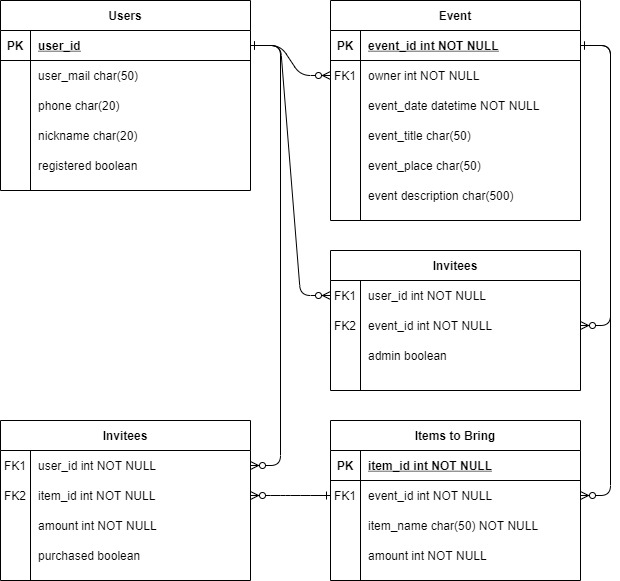 Users
PK user_id
user_mail char(50)
phone char(20)
nickname char(20)
registered boolean
Event
PK event_id int NOT NULL
FK1 owner int NOT NULL
event_date datetime NOT NULL
event_title char(50)
event_place char(50)
event description char(500)
Invitees
FK1 user_id int NOT NULL
FK2 event_id int NOT NULL
admin boolean
Invitees
FK1 user_id int NOT NULL
FK2 item_id int NOT NULL
amount int NOT NULL
purchased boolean
Items to Bring
PK item_id int NOT NULL
FK1 event_id int NOT NULL
item_name char(50) NOT NULL
amount int NOT NULL